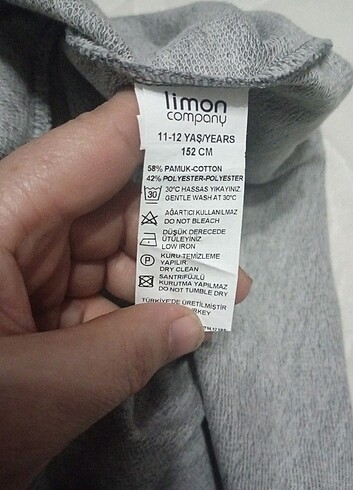 limon
company
11-12 YAŞ/YEARS
152 CM
58% PAMUK-COTTON
42% POLYESTER-POLYESTER
30
30°C HASSAS YIKAYINIZ
GENTLE WASH AT 30°C
AĞARTICI KULLANILMAZ
DO NOT BLEACH
DÜŞÜK DERECEDE
ÜTÜLEYİNİZ
LOW IRON
P
KURU TEMİZLEME
YAPILIR.
DRY CLEAN
SANTRİFÜJLÜ
KURUTMA YAPILMAZ
DO NOT TUMBLE DRY
TÜRKİYE'DE ÜRETİLMİŞTİR